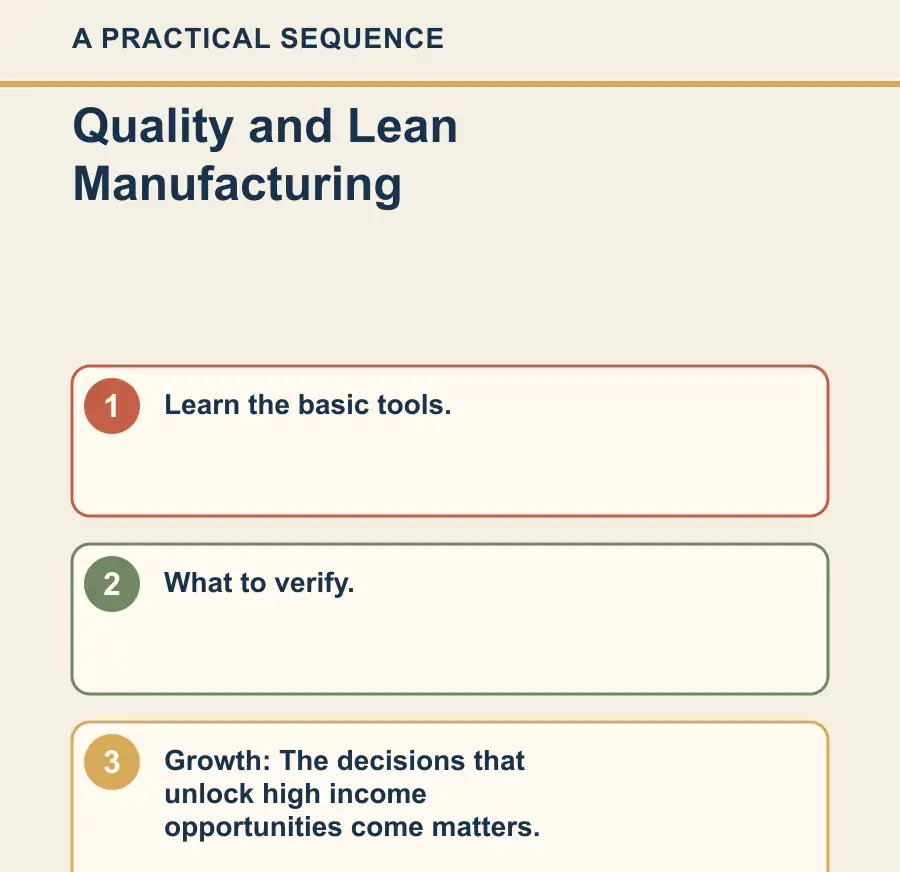 A PRACTICAL SEQUENCE
Quality and Lean
Manufacturing
1
Learn the basic tools.
2
What to verify.
3
Growth: The decisions that
unlock high income
opportunities come matters.